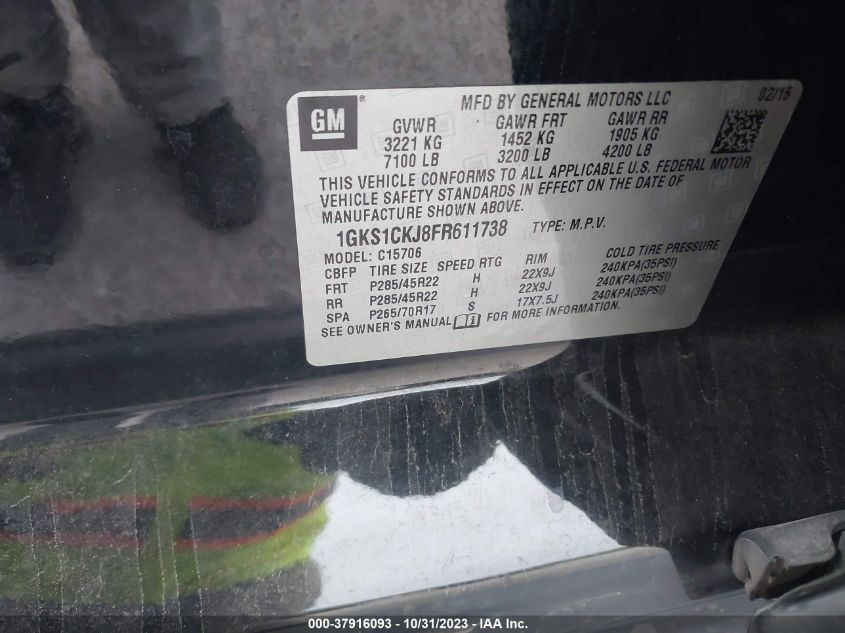 GM ®
MFD BY GENERAL MOTORS LLC 02/15
GVWR GAWR FRT GAWR RR
3221 KG 1452 KG 1905 KG
7100 LB 3200 LB 4200 LB
THIS VEHICLE CONFORMS TO ALL APPLICABLE U.S. FEDERAL MOTOR
VEHICLE SAFETY STANDARDS IN EFFECT ON THE DATE OF
MANUFACTURE SHOWN ABOVE.
1GKS1CKJ8FR611738 TYPE: M.P.V.
MODEL: C15706
CBFP TIRE SIZE SPEED RTG RIM COLD TIRE PRESSURE
FRT P285/45R22 H 22X9J 240KPA(35PSI)
RR P285/45R22 H 22X9J 240KPA(35PSI)
SPA P265/70R17 S 17X7.5J 240KPA(35PSI)
SEE OWNER'S MANUAL FOR MORE INFORMATION.
000-37916093 - 10/31/2023 - IAA Inc.